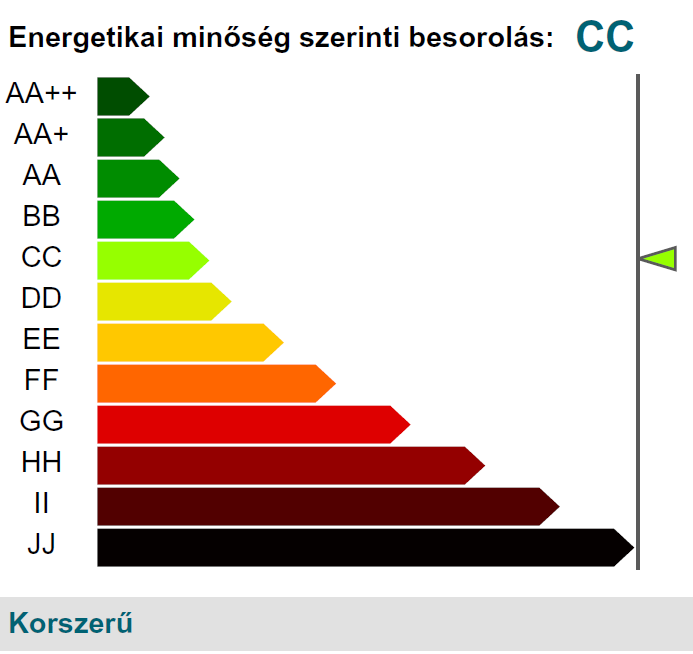 Energetikai minőség szerinti besorolás: CC
AA++
AA+
AA
BB
CC
DD
EE
FF
GG
HH
II
JJ
Korszerű